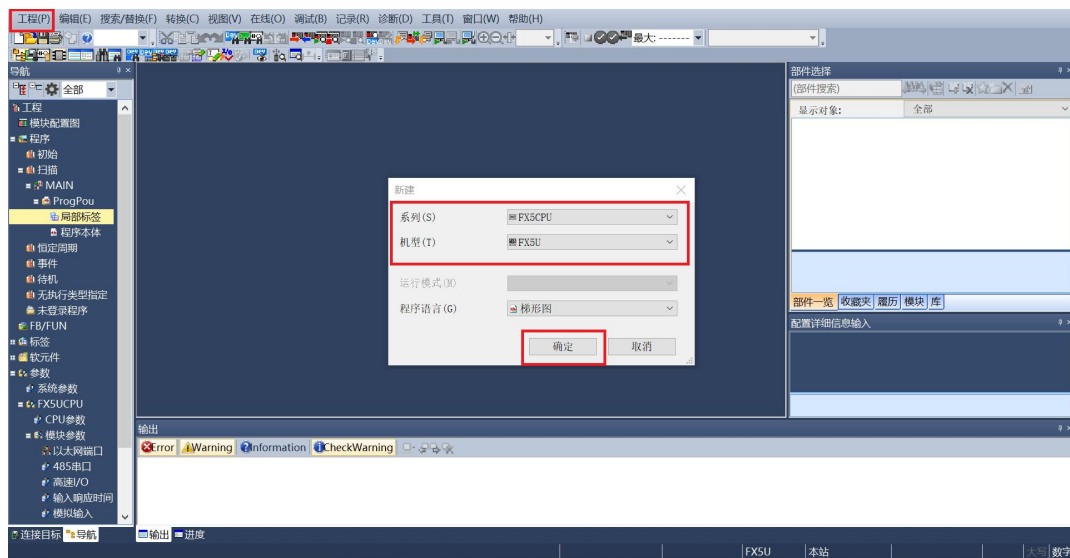 工程(P) 编辑(E) 搜索/替换(F) 转换(C) 视图(V) 在线(O) 调试(B) 记录(R) 诊断(D) 工具(T) 窗口(W) 帮助(H)
最大: -------
导航
全部
工程
模块配置图
程序
初始
扫描
MAIN
ProgPou
局部标签
程序本体
恒定周期
事件
待机
无执行类型指定
未登录程序
FB/FUN
标签
软元件
参数
系统参数
FX5UCPU
CPU参数
模块参数
以太网端口
485串口
高速I/O
输入响应时间
模拟输入
连接目标 导航
新建
系列(S) FX5CPU
机型(T) FX5U
运行模式(M)
程序语言(G) 梯形图
确定 取消
部件选择
(部件搜索)
显示对象: 全部
部件一览 收藏夹 履历 模块 库
配置详细信息输入
输出
Error Warning Information CheckWarning
输出 进度
FX5U 本站 大写 数字